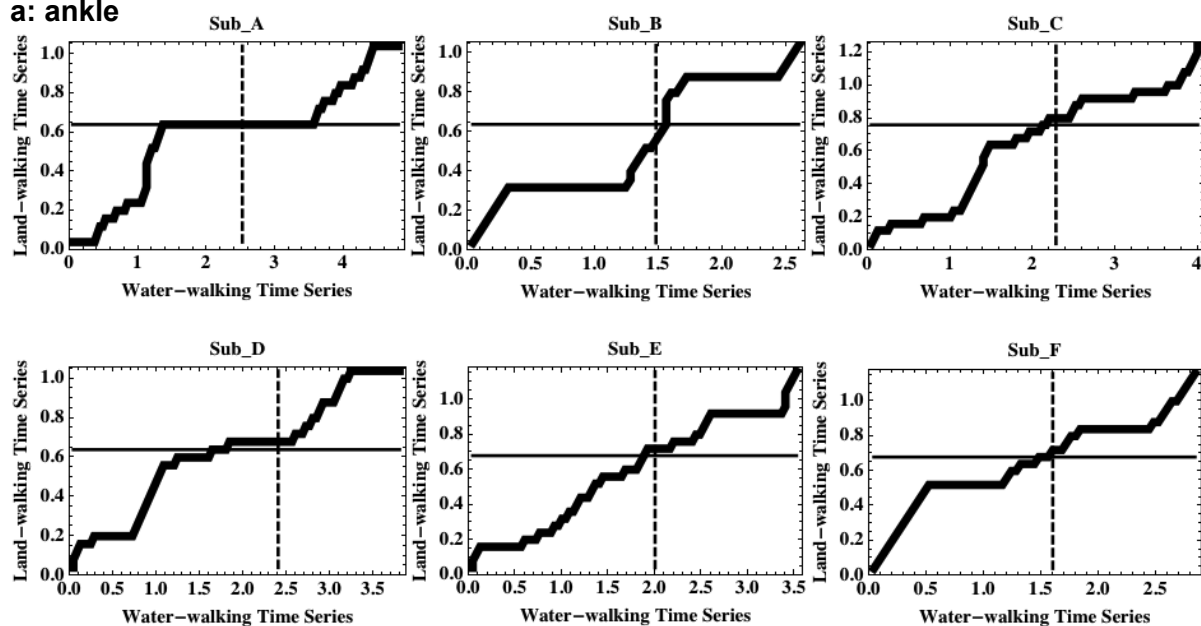 a: ankle
Sub_A
Land−walking Time Series
1.0
0.8
0.6
0.4
0.2
0.0
0 1 2 3 4
Water−walking Time Series
Sub_B
Land−walking Time Series
1.0
0.8
0.6
0.4
0.2
0.0
0.0 0.5 1.0 1.5 2.0 2.5
Water−walking Time Series
Sub_C
Land−walking Time Series
1.2
1.0
0.8
0.6
0.4
0.2
0.0
0 1 2 3 4
Water−walking Time Series
Sub_D
Land−walking Time Series
1.0
0.8
0.6
0.4
0.2
0.0
0.0 0.5 1.0 1.5 2.0 2.5 3.0 3.5
Water−walking Time Series
Sub_E
Land−walking Time Series
1.0
0.8
0.6
0.4
0.2
0.0
0.0 0.5 1.0 1.5 2.0 2.5 3.0 3.5
Water−walking Time Series
Sub_F
Land−walking Time Series
1.0
0.8
0.6
0.4
0.2
0.0
0.0 0.5 1.0 1.5 2.0 2.5
Water−walking Time Series